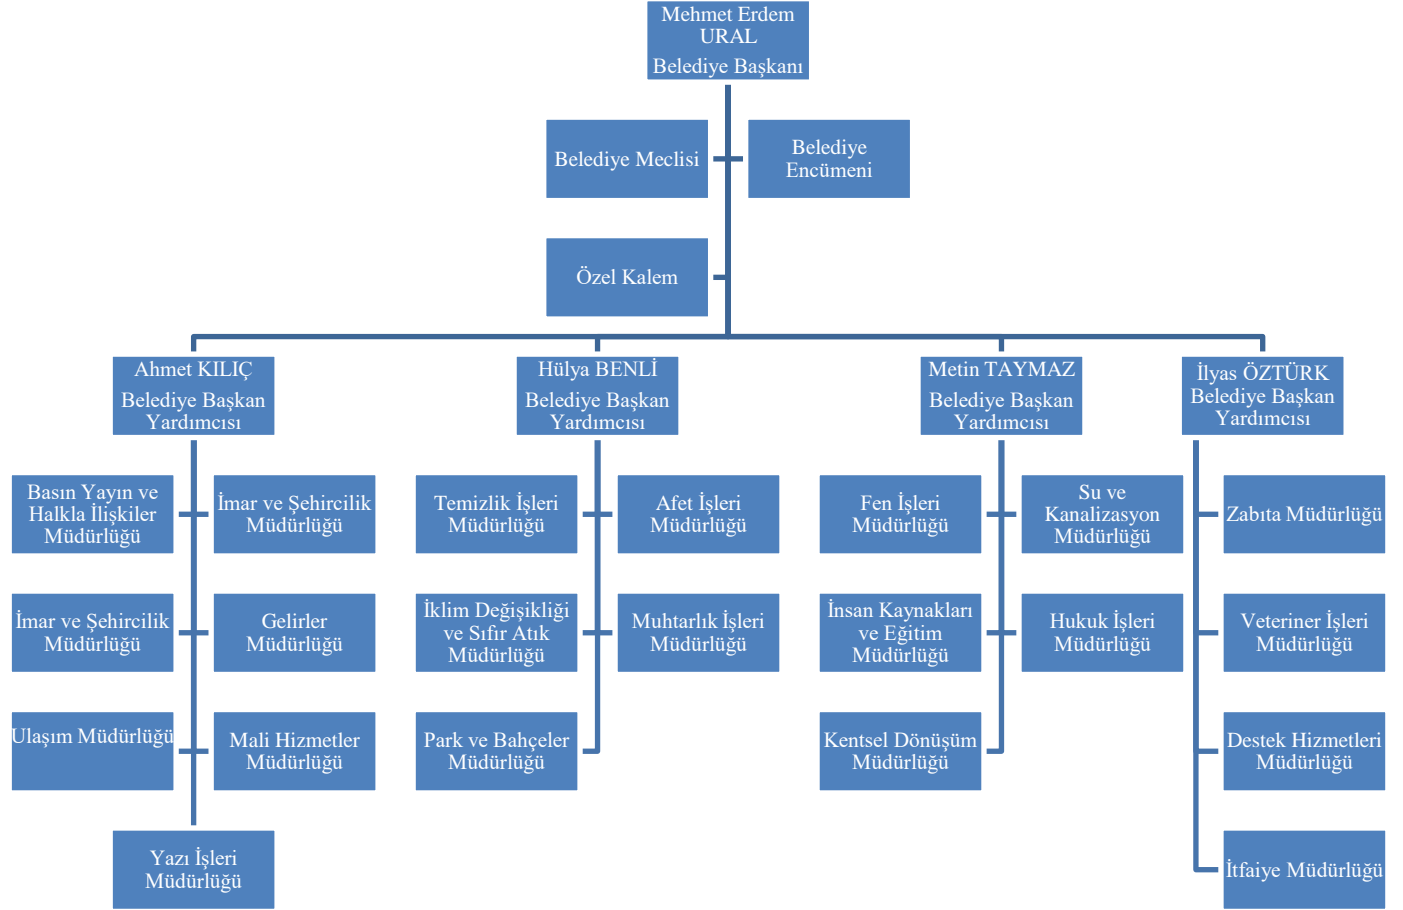 Mehmet Erdem
URAL
Belediye Başkanı
Belediye Meclisi
Belediye
Encümeni
Özel Kalem
Ahmet KILIÇ
Belediye Başkan
Yardımcısı
Hülya BENLİ
Belediye Başkan
Yardımcısı
Metin TAYMAZ
Belediye Başkan
Yardımcısı
İlyas ÖZTÜRK
Belediye Başkan
Yardımcısı
Basın Yayın ve
Halkla İlişkiler
Müdürlüğü
İmar ve Şehircilik
Müdürlüğü
Temizlik İşleri
Müdürlüğü
Afet İşleri
Müdürlüğü
Fen İşleri
Müdürlüğü
Su ve
Kanalizasyon
Müdürlüğü
Zabıta Müdürlüğü
İmar ve Şehircilik
Müdürlüğü
Gelirler
Müdürlüğü
İklim Değişikliği
ve Sıfır Atık
Müdürlüğü
Muhtarlık İşleri
Müdürlüğü
İnsan Kaynakları
ve Eğitim
Müdürlüğü
Hukuk İşleri
Müdürlüğü
Veteriner İşleri
Müdürlüğü
Ulaşım Müdürlüğü
Mali Hizmetler
Müdürlüğü
Park ve Bahçeler
Müdürlüğü
Kentsel Dönüşüm
Müdürlüğü
Destek Hizmetleri
Müdürlüğü
Yazı İşleri
Müdürlüğü
İtfaiye Müdürlüğü